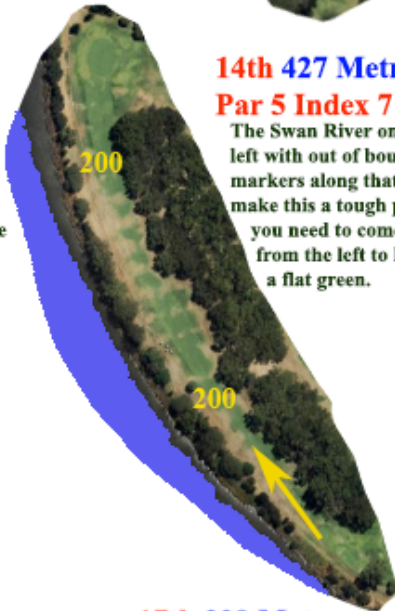 14th 427 Metr
Par 5 Index 7
The Swan River on
left with out of bou
markers along that
make this a tough p
you need to come
from the left to l
a flat green.
200
200
e